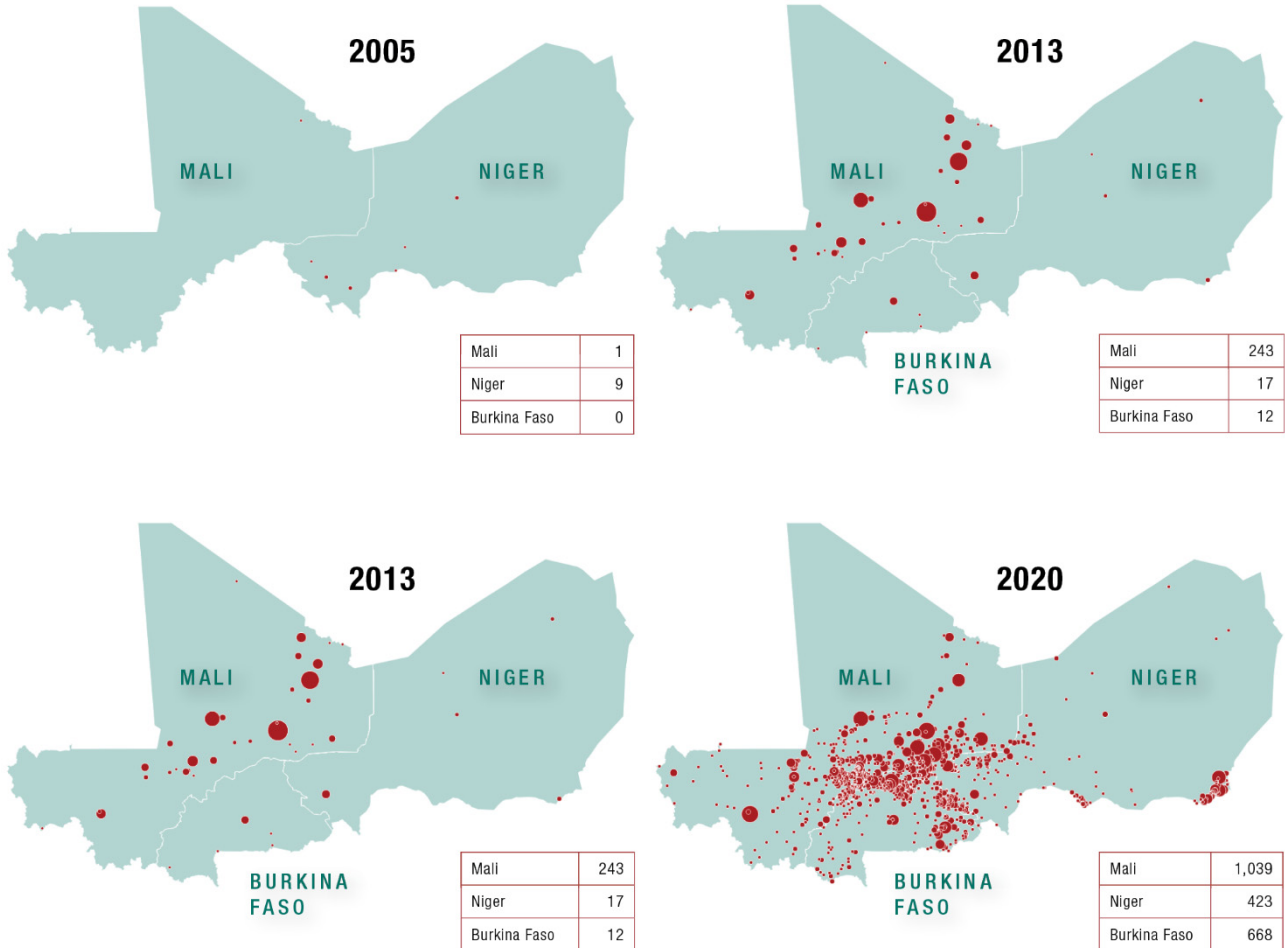 2005
MALI
NIGER
Mali 1
Niger 9
Burkina Faso 0
2013
MALI
NIGER
BURKINA
FASO
Mali 243
Niger 17
Burkina Faso 12
2013
MALI
NIGER
BURKINA
FASO
Mali 243
Niger 17
Burkina Faso 12
2020
MALI
NIGER
BURKINA
FASO
Mali 1,039
Niger 423
Burkina Faso 668